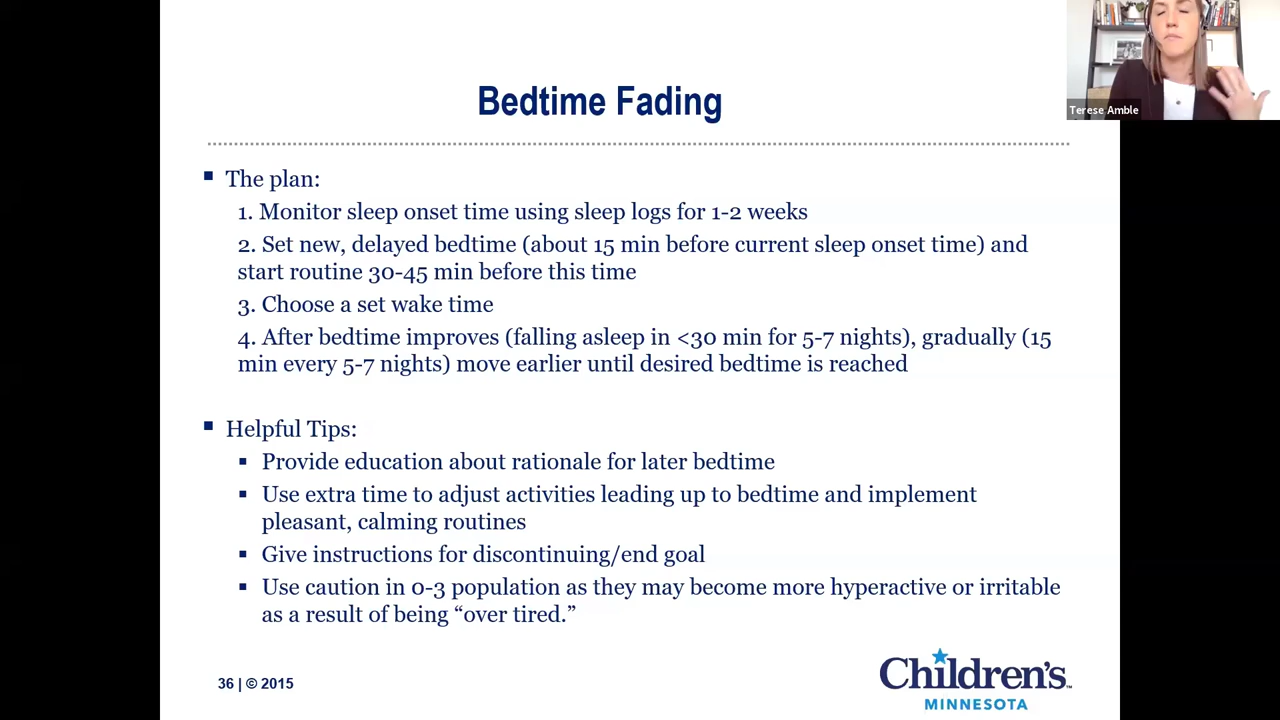 Terese Amble
Bedtime Fading
▪ The plan:
1. Monitor sleep onset time using sleep logs for 1-2 weeks
2. Set new, delayed bedtime (about 15 min before current sleep onset time) and
start routine 30-45 min before this time
3. Choose a set wake time
4. After bedtime improves (falling asleep in <30 min for 5-7 nights), gradually (15
min every 5-7 nights) move earlier until desired bedtime is reached
▪ Helpful Tips:
▪ Provide education about rationale for later bedtime
▪ Use extra time to adjust activities leading up to bedtime and implement
pleasant, calming routines
▪ Give instructions for discontinuing/end goal
▪ Use caution in 0-3 population as they may become more hyperactive or irritable
as a result of being “over tired.”
36 | © 2015
Children's™
MINNESOTA